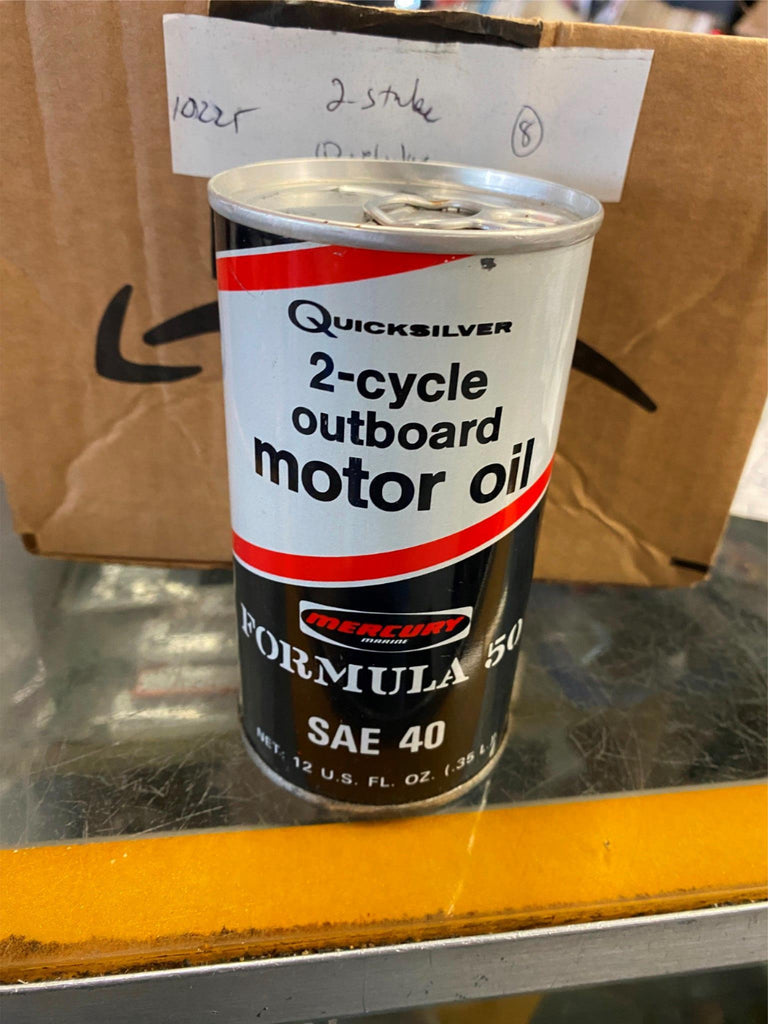 2-stroke
⑧
QUICKSILVER
2-cycle
outboard
motor oil
MERCURY
MARINE
FORMULA 50
SAE 40
NET: 12 U.S. FL. OZ. (.35 L)